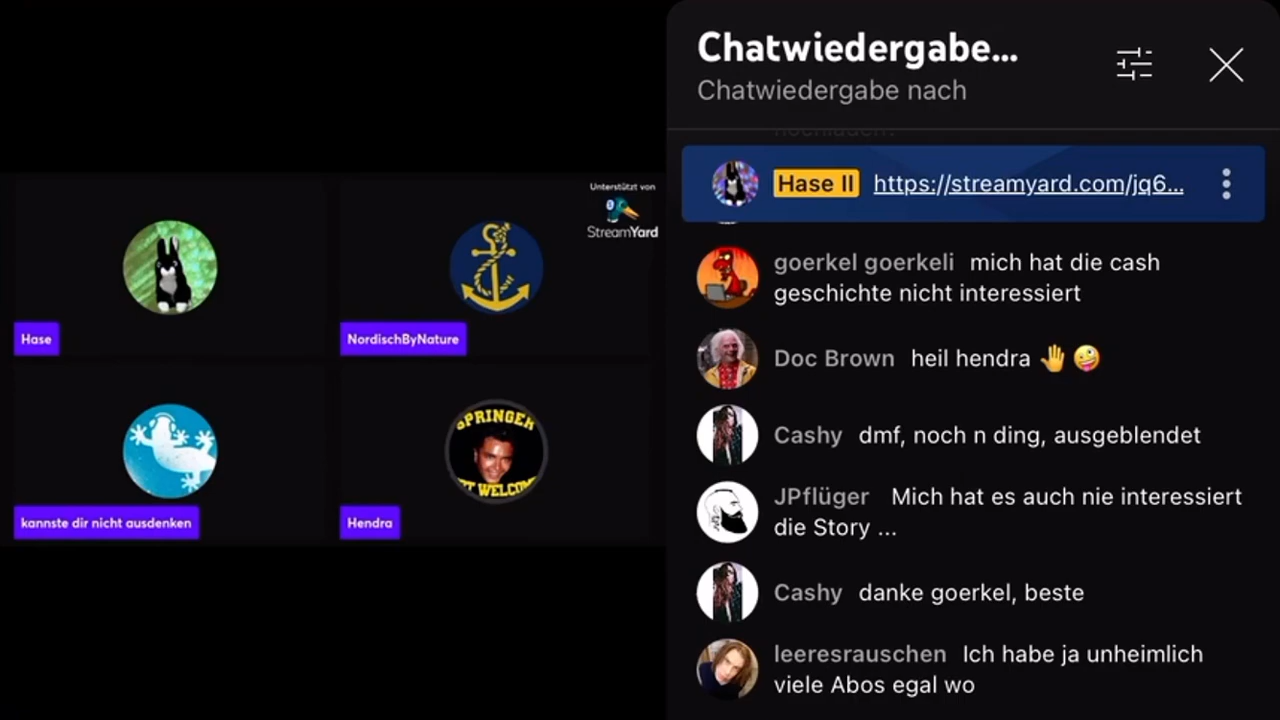 Unterstützt von
StreamYard
Hase
NordischByNature
SPRINGER
kannste dir nicht ausdenken
Hendra
Chatwiedergabe...
Chatwiedergabe nach
Hase II https://streamyard.com/jq6...
goerkel goerkeli mich hat die cash
geschichte nicht interessiert
Doc Brown heil hendra 🤚 🤪
Cashy dmf, noch n ding, ausgeblendet
JPflüger Mich hat es auch nie interessiert
die Story ...
Cashy danke goerkel, beste
leeresrauschen Ich habe ja unheimlich
viele Abos egal wo